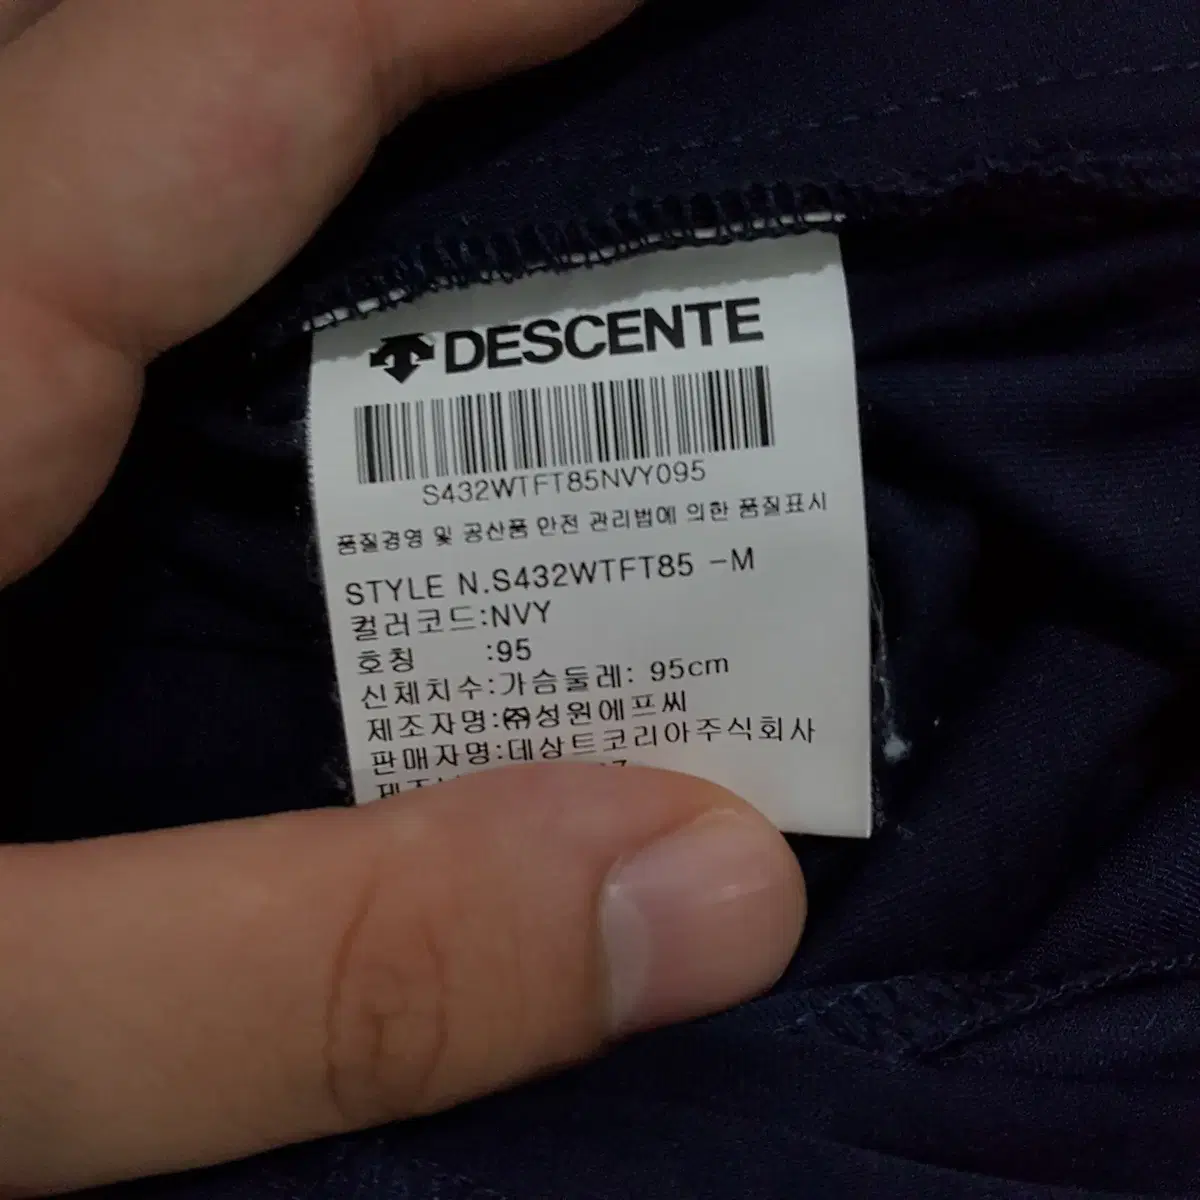 DESCENTE
S432WTFT85NVY095
품질경영 및 공산품 안전 관리법에 의한 품질표시
STYLE N.S432WTFT85 -M
컬러코드:NVY
호칭 :95
신체치수:가슴둘레: 95cm
제조자명:㈜성원에프씨
판매자명:데상트코리아주식회사